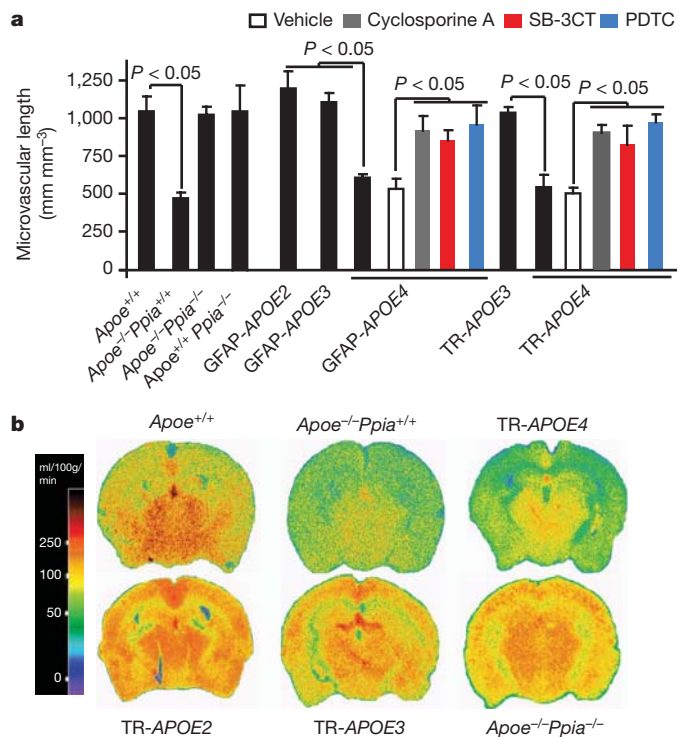 a
Vehicle Cyclosporine A SB-3CT PDTC
Microvascular length
(mm mm⁻³)
1,250
1,000
750
500
250
0
P < 0.05
P < 0.05
P < 0.05
P < 0.05
P < 0.05
Apoe⁺/⁺
Apoe⁻/⁻Ppia⁺/⁺
Apoe⁻/⁻Ppia⁻/⁻
Apoe⁺/⁺ Ppia⁻/⁻
GFAP-APOE2
GFAP-APOE3
GFAP-APOE4
TR-APOE3
TR-APOE4
b
Apoe⁺/⁺ Apoe⁻/⁻Ppia⁺/⁺ TR-APOE4
ml/100g/
min
250
100
50
0
TR-APOE2 TR-APOE3 Apoe⁻/⁻Ppia⁻/⁻